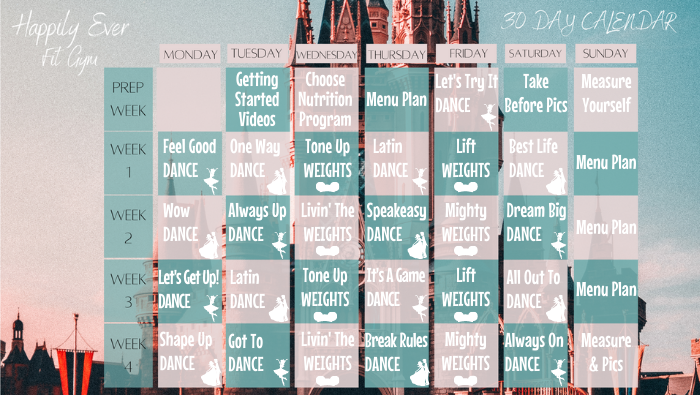 Happily Ever
Fit Gym
30 DAY CALENDAR
MONDAY TUESDAY WEDNESDAY THURSDAY FRIDAY SATURDAY SUNDAY
PREP
WEEK
Getting
Started
Videos
Choose
Nutrition
Program
Menu Plan
Let's Try It
DANCE
Take
Before Pics
Measure
Yourself
WEEK
1
Feel Good
DANCE
One Way
DANCE
Tone Up
WEIGHTS
Latin
DANCE
Lift
WEIGHTS
Best Life
DANCE
Menu Plan
WEEK
2
Wow
DANCE
Always Up
DANCE
Livin' The
WEIGHTS
Speakeasy
DANCE
Mighty
WEIGHTS
Dream Big
DANCE
Menu Plan
WEEK
3
Let's Get Up!
DANCE
Latin
DANCE
Tone Up
WEIGHTS
It's A Game
DANCE
Lift
WEIGHTS
All Out To
DANCE
Menu Plan
WEEK
4
Shape Up
DANCE
Got To
DANCE
Livin' The
WEIGHTS
Break Rules
DANCE
Mighty
WEIGHTS
Always On
DANCE
Measure
& Pics